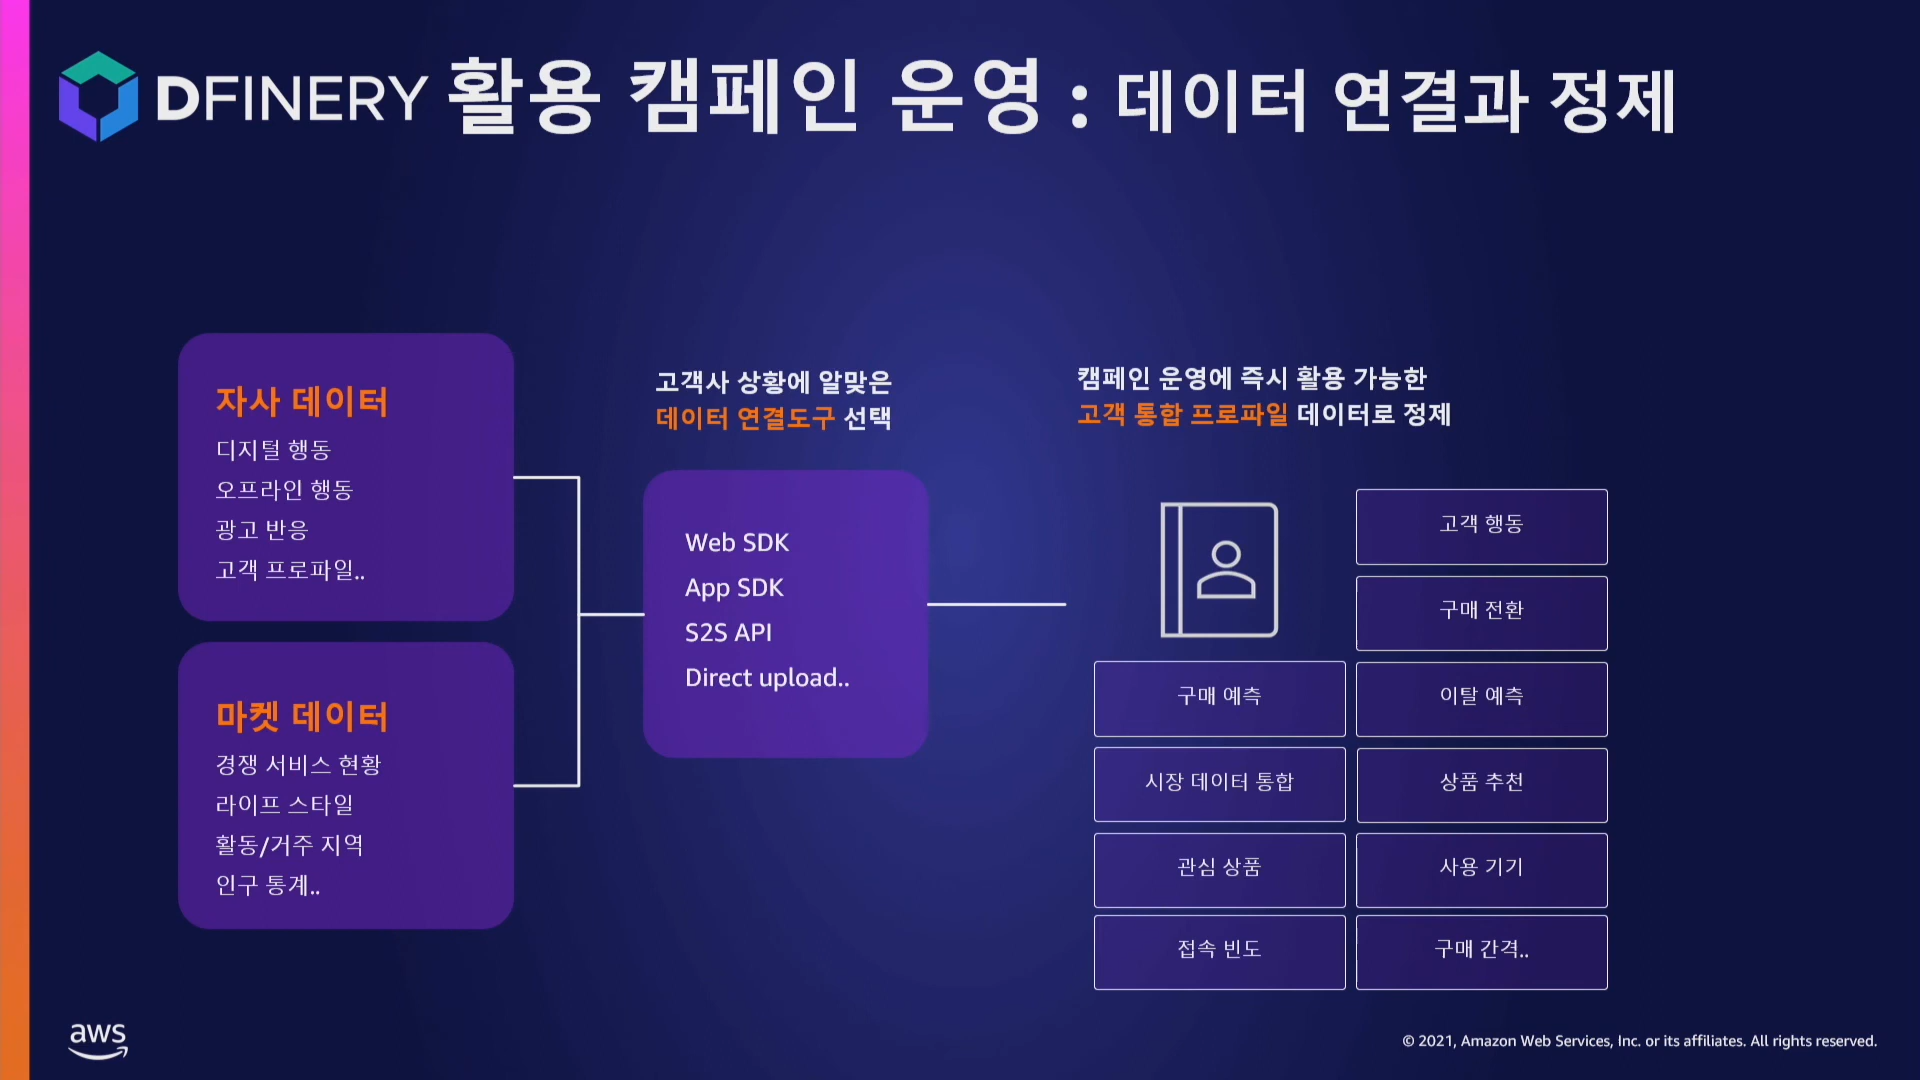 DFINERY 활용 캠페인 운영 : 데이터 연결과 정제
자사 데이터
디지털 행동
오프라인 행동
광고 반응
고객 프로파일..
마켓 데이터
경쟁 서비스 현황
라이프 스타일
활동/거주 지역
인구 통계..
고객사 상황에 알맞은
데이터 연결도구 선택
Web SDK
App SDK
S2S API
Direct upload..
캠페인 운영에 즉시 활용 가능한
고객 통합 프로파일 데이터로 정제
고객 행동
구매 전환
구매 예측
이탈 예측
시장 데이터 통합
상품 추천
관심 상품
사용 기기
접속 빈도
구매 간격..
aws
© 2021, Amazon Web Services, Inc. or its affiliates. All rights reserved.